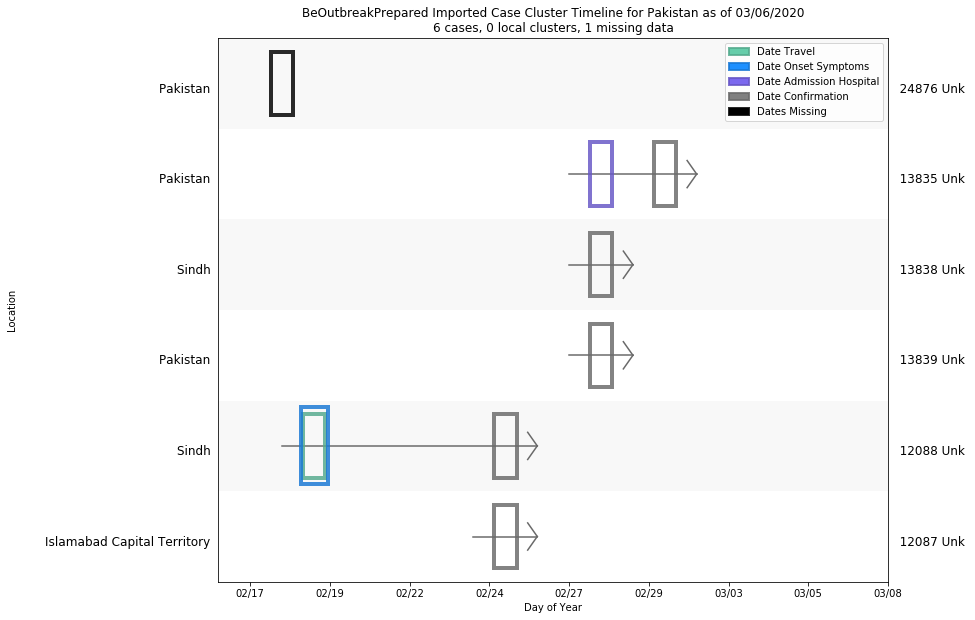 BeOutbreakPrepared Imported Case Cluster Timeline for Pakistan as of 03/06/2020
6 cases, 0 local clusters, 1 missing data
Date Travel
Date Onset Symptoms
Date Admission Hospital
Date Confirmation
Dates Missing
Pakistan
24876 Unk
Pakistan
13835 Unk
Sindh
13838 Unk
Location
Pakistan
13839 Unk
Sindh
12088 Unk
Islamabad Capital Territory
12087 Unk
02/17 02/19 02/22 02/24 02/27 02/29 03/03 03/05 03/08
Day of Year